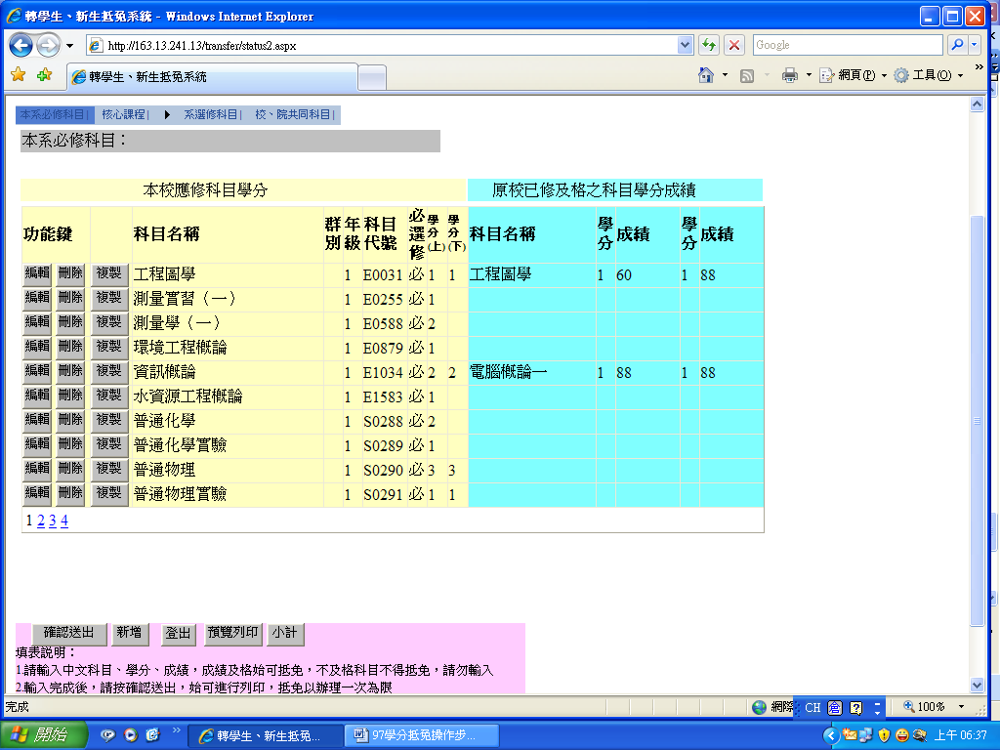 轉學生、新生抵免系統 - Windows Internet Explorer
http://163.13.241.13/transfer/status2.aspx
Google
轉學生、新生抵免系統
網頁(P)
工具(O)
本系必修科目| 核心課程| 系選修科目| 校、院共同科目|
本系必修科目：
本校應修科目學分 原校已修及格之科目學分成績
功能鍵 科目名稱 群別 年級 科目代號 必選修 學分(上) 學分(下) 科目名稱 學分 成績 學分 成績
編輯 刪除 複製 工程圖學 1 E0031 必 1 1 工程圖學 1 60 1 88
編輯 刪除 複製 測量實習（一） 1 E0255 必 1
編輯 刪除 複製 測量學（一） 1 E0588 必 2
編輯 刪除 複製 環境工程概論 1 E0879 必 1
編輯 刪除 複製 資訊概論 1 E1034 必 2 2 電腦概論一 1 88 1 88
編輯 刪除 複製 水資源工程概論 1 E1583 必 1
編輯 刪除 複製 普通化學 1 S0288 必 2
編輯 刪除 複製 普通化學實驗 1 S0289 必 1
編輯 刪除 複製 普通物理 1 S0290 必 3 3
編輯 刪除 複製 普通物理實驗 1 S0291 必 1 1
1 2 3 4
確認送出 新增 登出 預覽列印 小計
填表說明：
1.請輸入中文科目、學分、成績，成績及格始可抵免，不及格科目不得抵免，請勿輸入
2.輸入完成後，請按確認送出，始可進行列印，抵免以辦理一次為限
完成
網際
CH
100%
開始
轉學生、新生抵免...
97學分抵免操作步...
上午 06:37